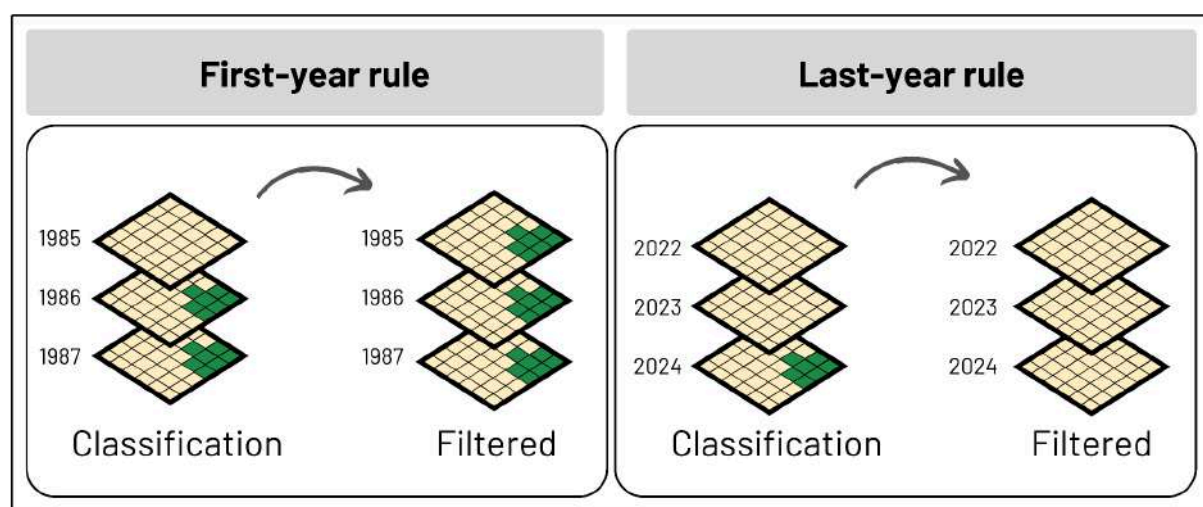 First-year rule
1985
1986
1987
Classification
1985
1986
1987
Filtered
Last-year rule
2022
2023
2024
Classification
2022
2023
2024
Filtered